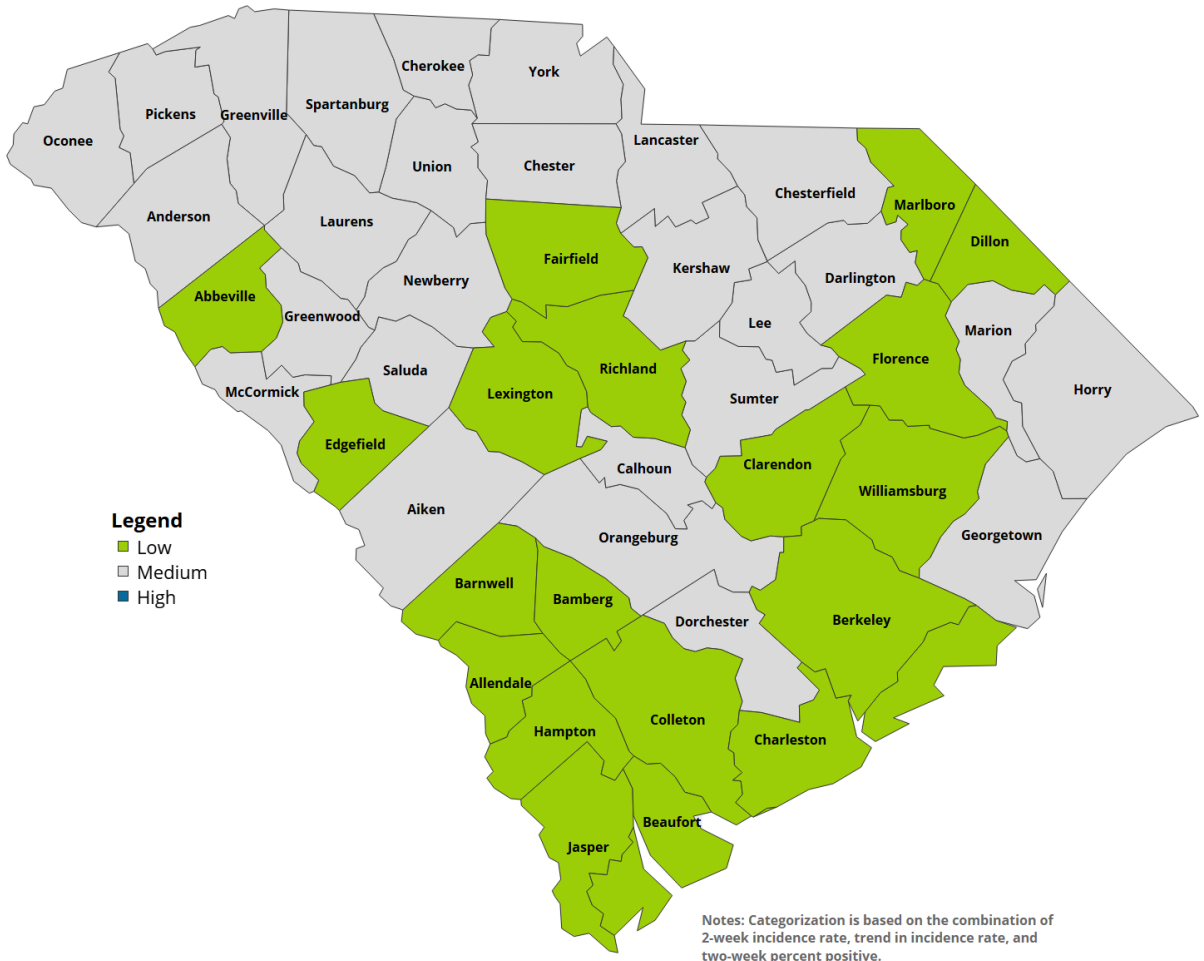 Cherokee
York
Spartanburg
Pickens
Greenville
Oconee
Lancaster
Union
Chester
Chesterfield
Marlboro
Anderson
Laurens
Dillon
Fairfield
Kershaw
Newberry
Darlington
Abbeville
Greenwood
Lee
Marion
Florence
Saluda
Richland
McCormick
Lexington
Sumter
Horry
Edgefield
Clarendon
Calhoun
Williamsburg
Aiken
Legend
Low
Medium
High
Orangeburg
Georgetown
Barnwell
Bamberg
Dorchester
Berkeley
Allendale
Colleton
Hampton
Charleston
Beaufort
Jasper
Notes: Categorization is based on the combination of
2-week incidence rate, trend in incidence rate, and
two-week percent positive.